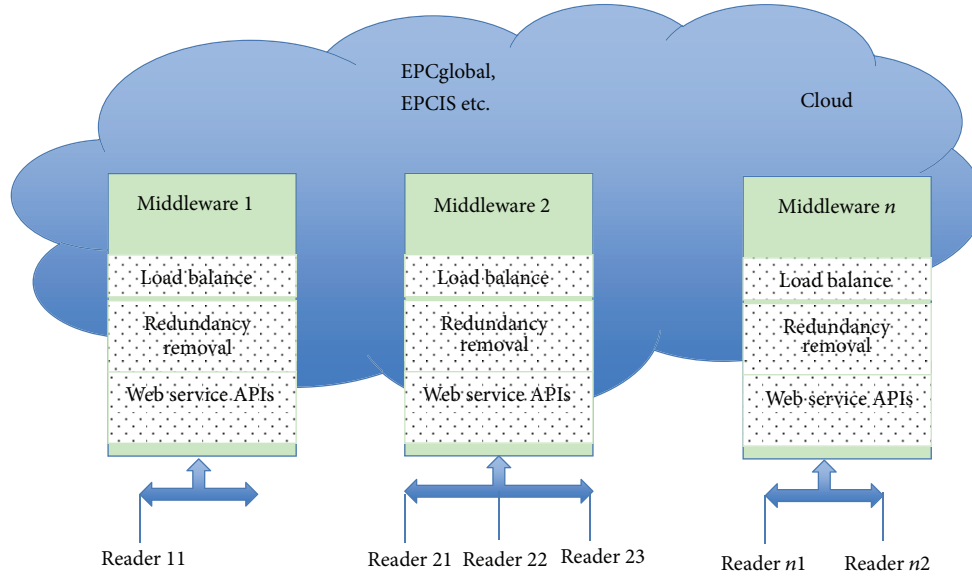 EPCglobal,
EPCIS etc.
Cloud
Middleware 1
Load balance
Redundancy
removal
Web service APIs
Middleware 2
Load balance
Redundancy
removal
Web service APIs
Middleware n
Load balance
Redundancy
removal
Web service APIs
Reader 11
Reader 21
Reader 22
Reader 23
Reader n1
Reader n2